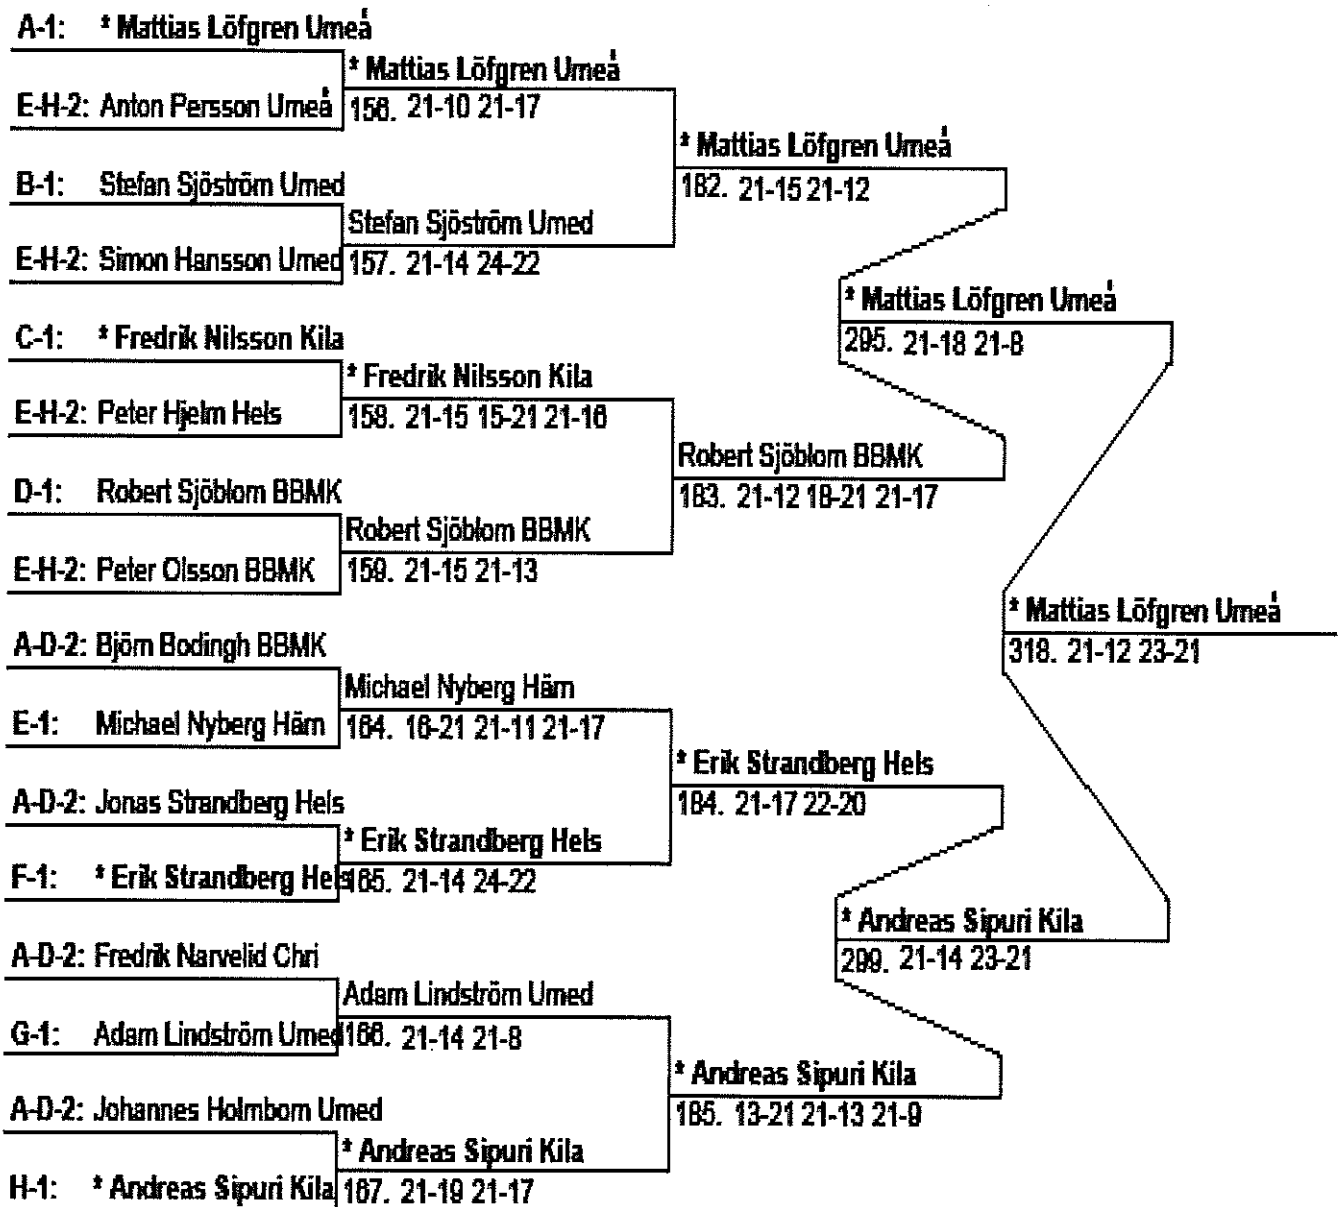 A-1: * Mattias Löfgren Umeå
* Mattias Löfgren Umeå
E-H-2: Anton Persson Umeå
156. 21-10 21-17
* Mattias Löfgren Umeå
182. 21-15 21-12
B-1: Stefan Sjöström Umed
Stefan Sjöström Umed
E-H-2: Simon Hansson Umed
157. 21-14 24-22
* Mattias Löfgren Umeå
295. 21-18 21-8
C-1: * Fredrik Nilsson Kila
* Fredrik Nilsson Kila
E-H-2: Peter Hjelm Hels
158. 21-15 15-21 21-16
Robert Sjöblom BBMK
183. 21-12 18-21 21-17
D-1: Robert Sjöblom BBMK
Robert Sjöblom BBMK
E-H-2: Peter Olsson BBMK
159. 21-15 21-13
* Mattias Löfgren Umeå
318. 21-12 23-21
A-D-2: Björn Bodingh BBMK
Michael Nyberg Härn
E-1: Michael Nyberg Härn
164. 16-21 21-11 21-17
* Erik Strandberg Hels
184. 21-17 22-20
A-D-2: Jonas Strandberg Hels
* Erik Strandberg Hels
F-1: * Erik Strandberg Hels
165. 21-14 24-22
* Andreas Sipuri Kila
299. 21-14 23-21
A-D-2: Fredrik Narvelid Chri
Adam Lindström Umed
G-1: Adam Lindström Umed
166. 21-14 21-8
* Andreas Sipuri Kila
185. 13-21 21-13 21-9
A-D-2: Johannes Holmbom Umed
* Andreas Sipuri Kila
H-1: * Andreas Sipuri Kila
167. 21-19 21-17